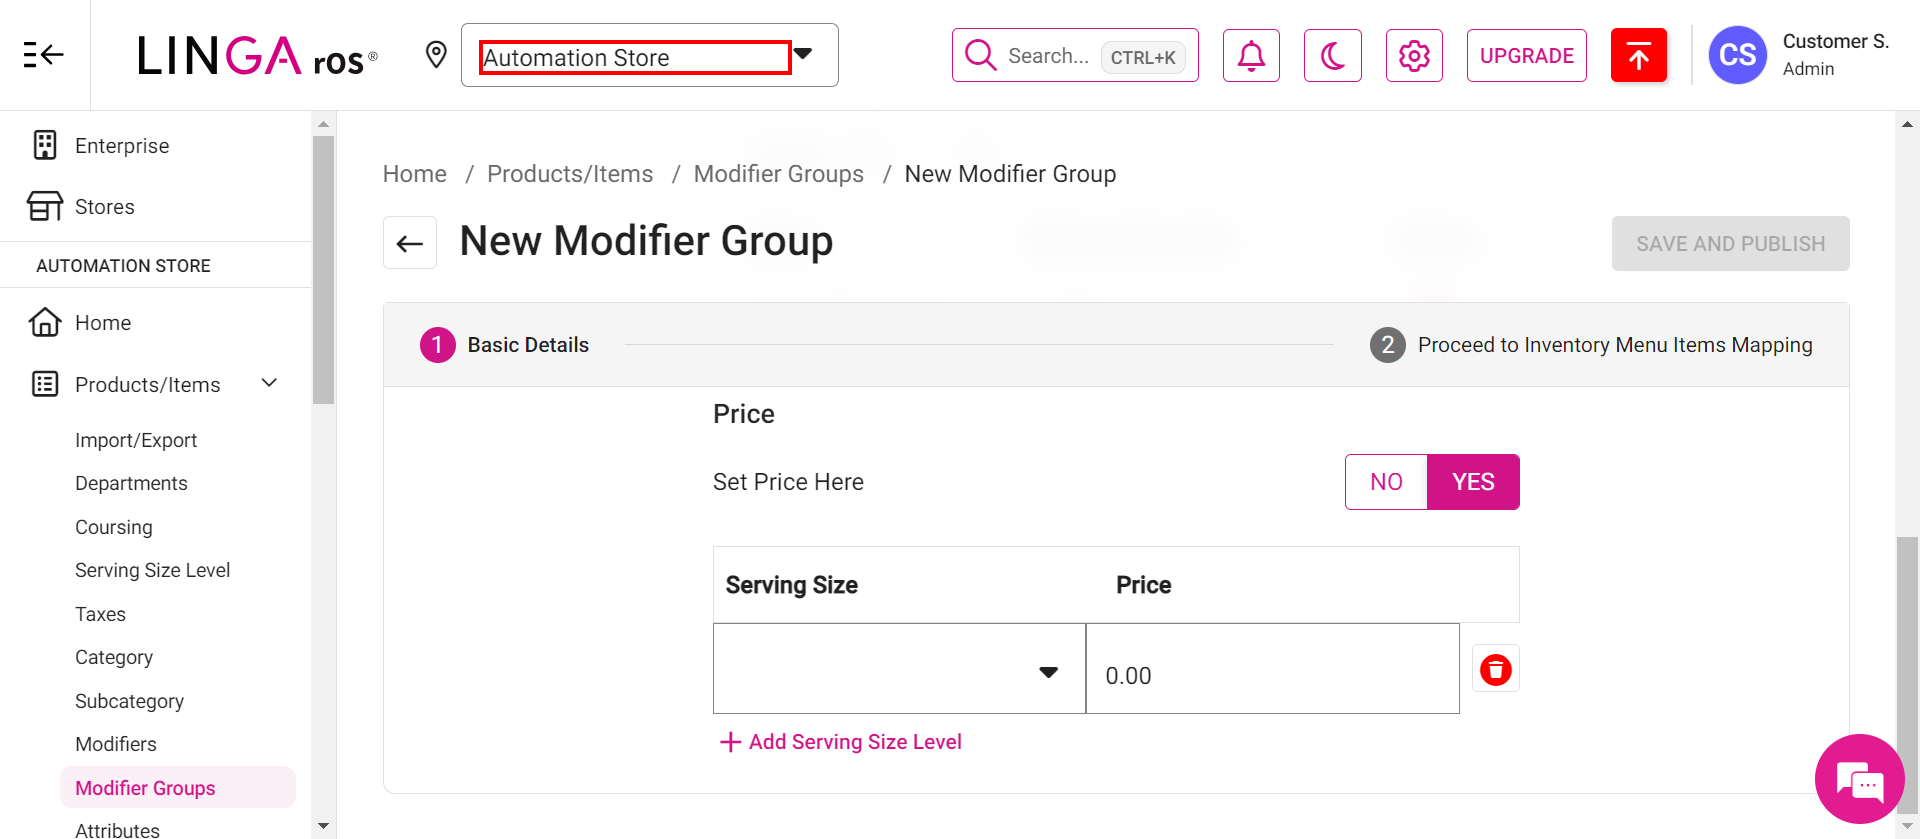 LINGA ros®
Automation Store
Search... CTRL+K
UPGRADE
CS
Customer S.
Admin
Enterprise
Stores
AUTOMATION STORE
Home
Products/Items
Import/Export
Departments
Coursing
Serving Size Level
Taxes
Category
Subcategory
Modifiers
Modifier Groups
Attributes
Home / Products/Items / Modifier Groups / New Modifier Group
New Modifier Group
SAVE AND PUBLISH
1 Basic Details
2 Proceed to Inventory Menu Items Mapping
Price
Set Price Here
NO YES
Serving Size Price
0.00
+ Add Serving Size Level